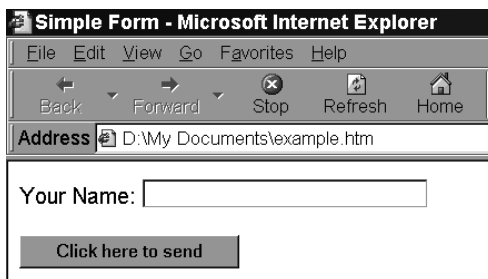 Simple Form - Microsoft Internet Explorer
File Edit View Go Favorites Help
Back Forward Stop Refresh Home
Address D:\My Documents\example.htm
Your Name:
Click here to send